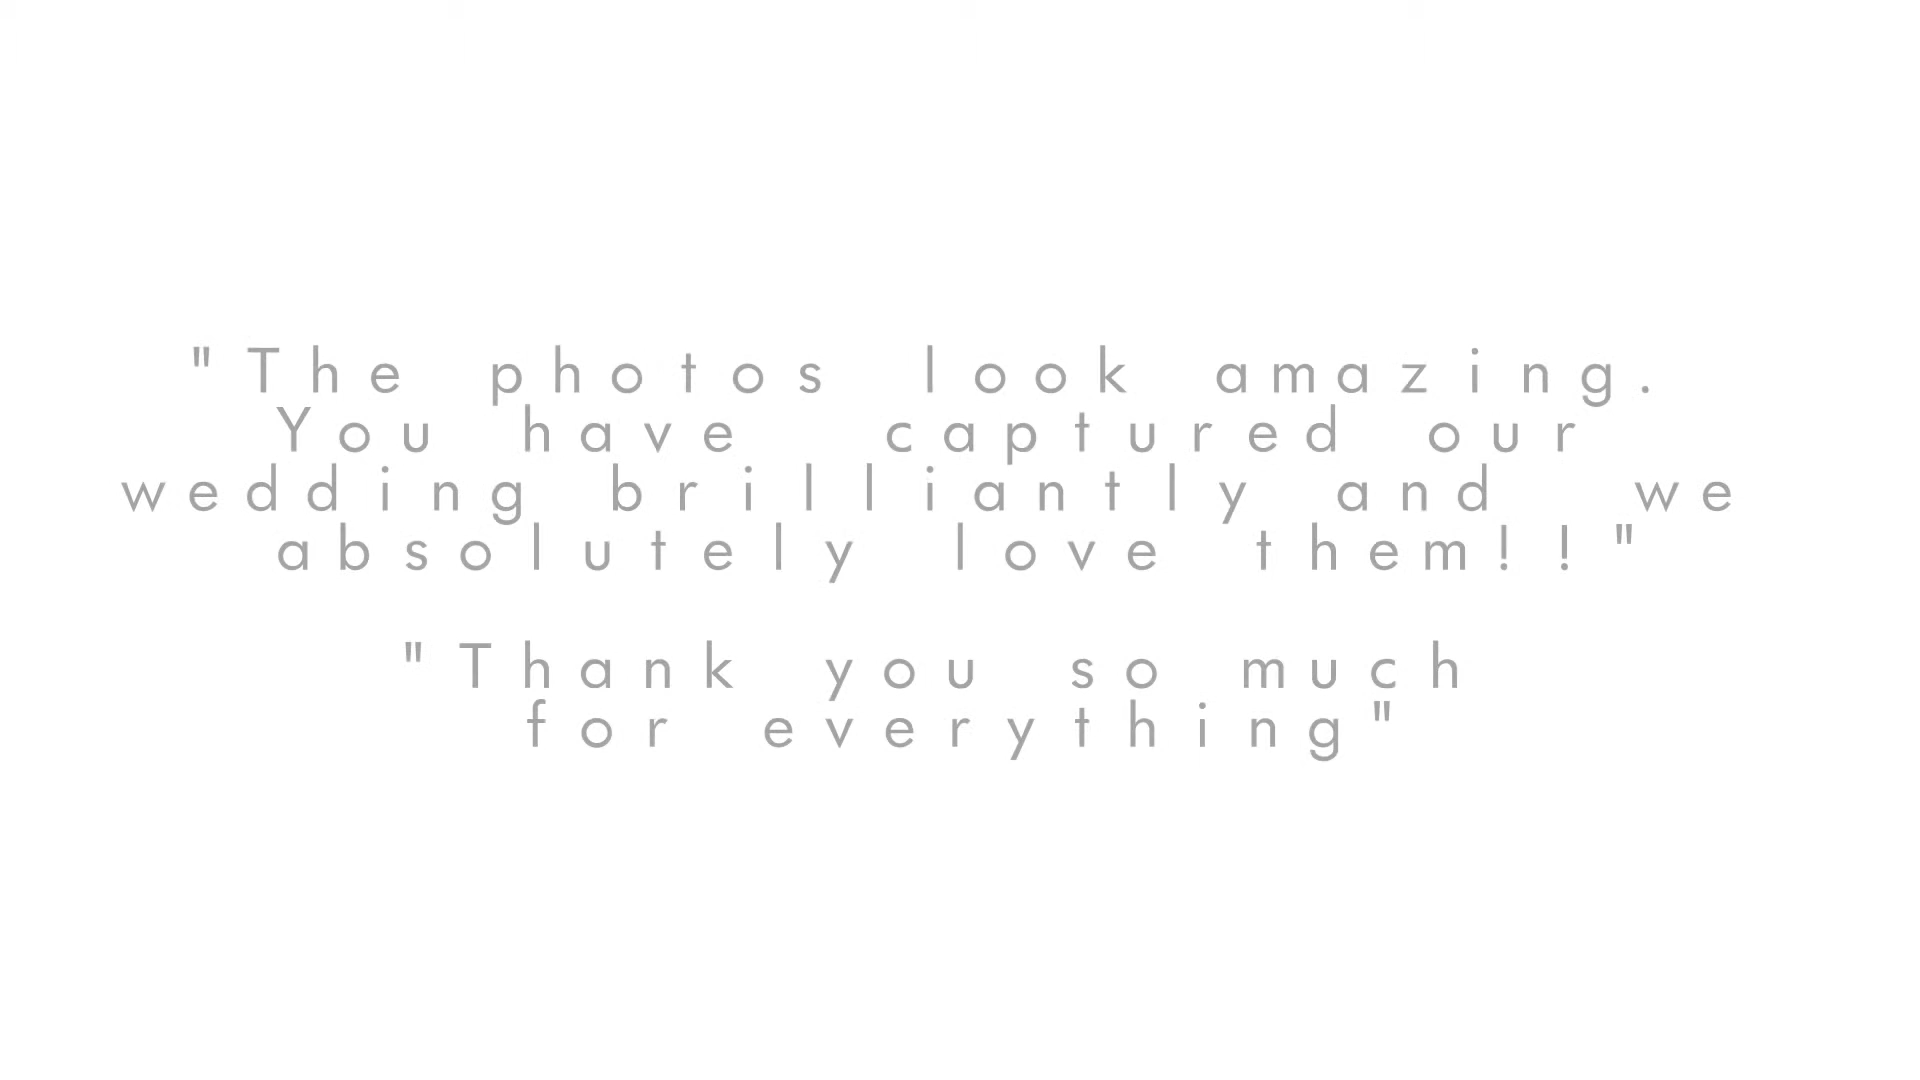 "The photos look amazing.
You have captured our
wedding brilliantly and we
absolutely love them!!"
"Thank you so much
for everything"